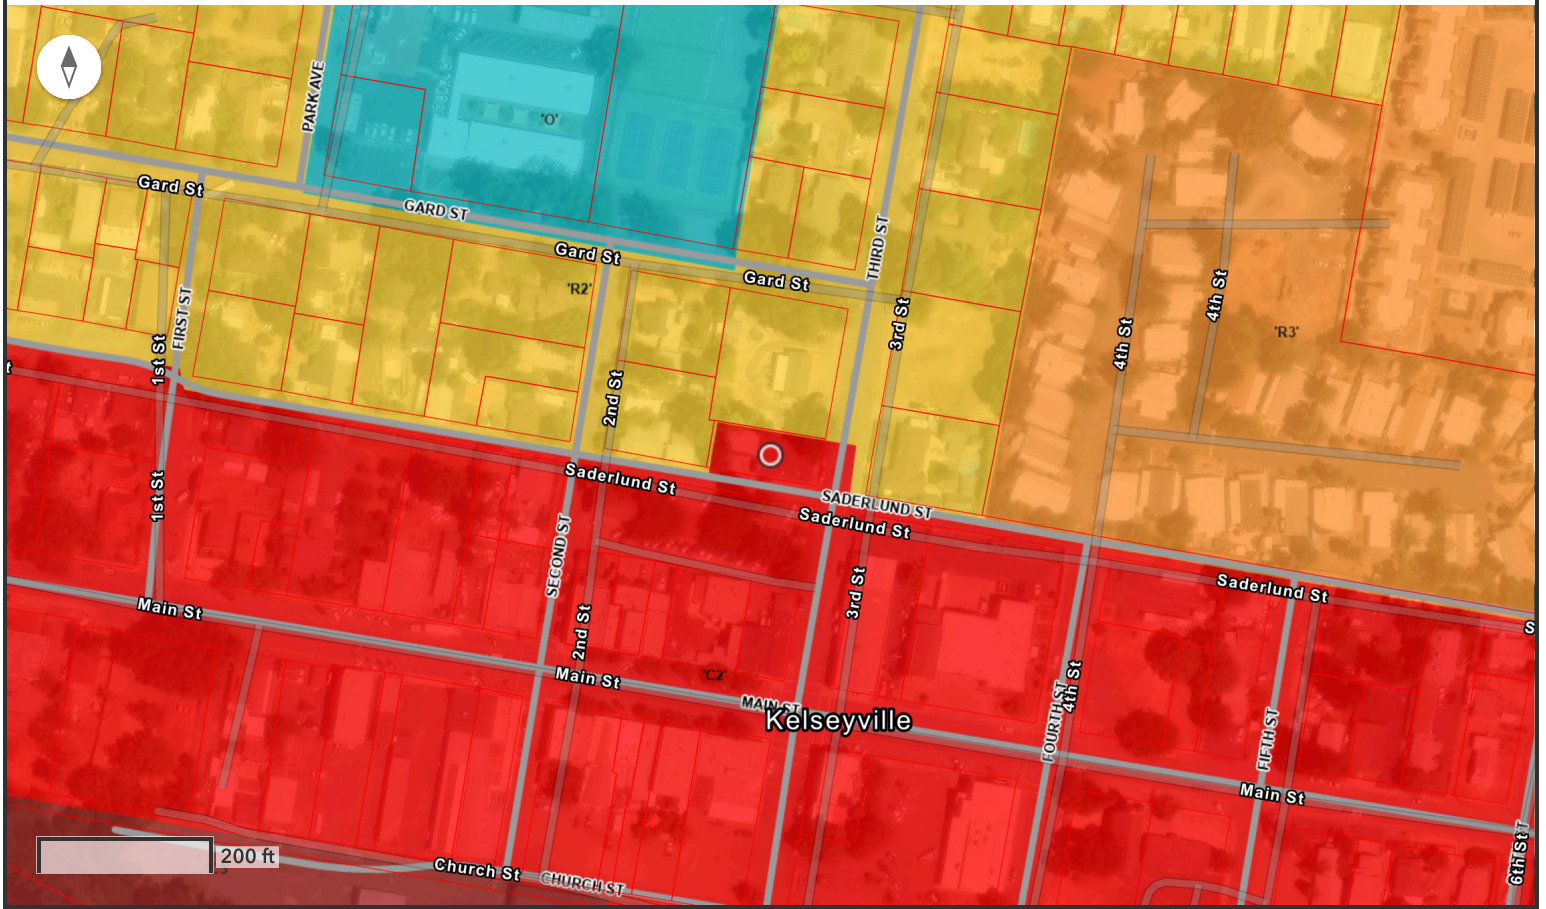 PARK AVE
'O'
Gard St
GARD ST
Gard St
Gard St
THIRD ST
'R2'
FIRST ST
3rd St
4th St
4th St
'R3'
1st St
t
2nd St
Saderlund St
SADERLUND ST
Saderlund St
1st St
SECOND ST
3rd St
Saderlund St
Main St
2nd St
S
Main St
'C2'
MAIN ST
Kelseyville
4th St
FOURTH ST
FIFTH ST
Main St
6th St
T
200 ft
Church St
CHURCH ST